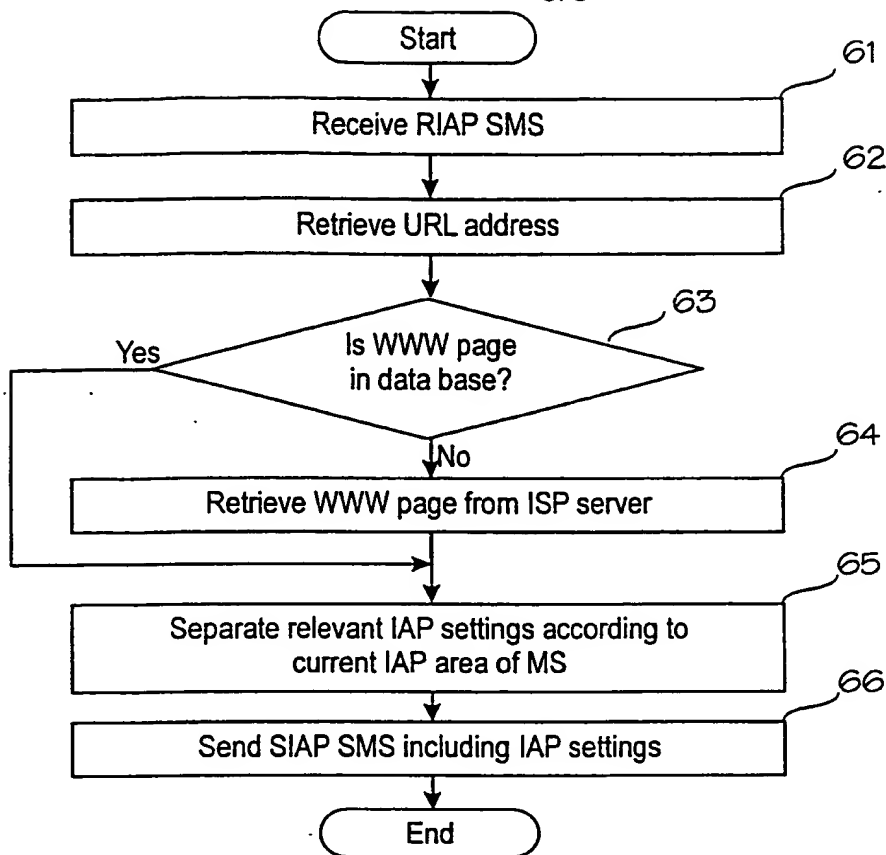 Start
61
Receive RIAP SMS
62
Retrieve URL address
63
Yes
Is WWW page
in data base?
No
64
Retrieve WWW page from ISP server
65
Separate relevant IAP settings according to
current IAP area of MS
66
Send SIAP SMS including IAP settings
End